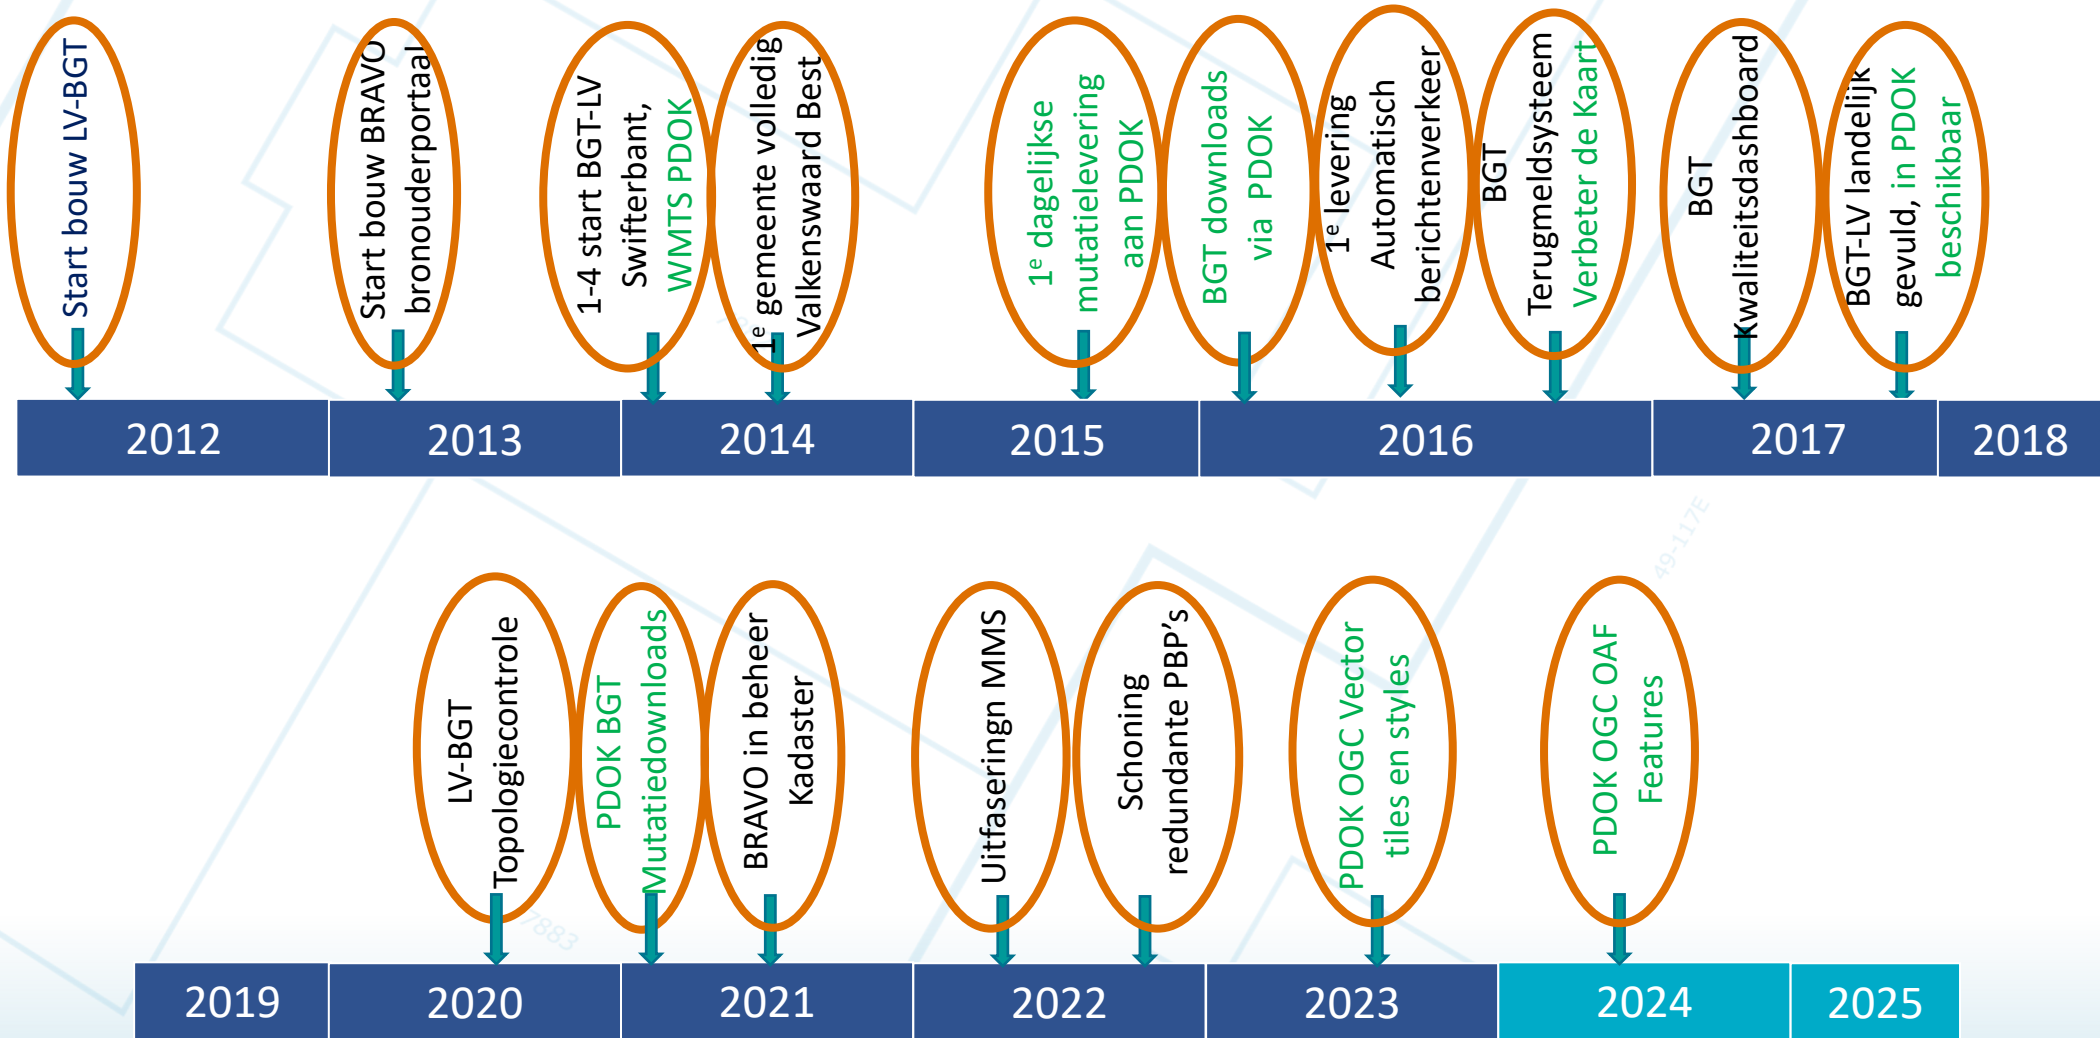 Start bouw LV-BGT
Start bouw BRAVO
bronouderportaal
1-4 start BGT-LV
Swifterbant,
WMTS PDOK
1e gemeente volledig
Valkenswaard Best
1e dagelijkse
mutatielevering
aan PDOK
BGT downloads
via PDOK
1e levering
Automatisch
berichtenverkeer
BGT
Terugmeldsysteem
Verbeter de Kaart
BGT
Kwaliteitsdashboard
BGT-LV landelijk
gevuld, in PDOK
beschikbaar
2012
2013
2014
2015
2016
2017
2018
LV-BGT
Topologiecontrole
PDOK BGT
Mutatiedownloads
BRAVO in beheer
Kadaster
Uitfaseringn MMS
Schoning
redundante PBP's
PDOK OGC Vector
tiles en styles
PDOK OGC OAF
Features
49-117E
7883
2019
2020
2021
2022
2023
2024
2025